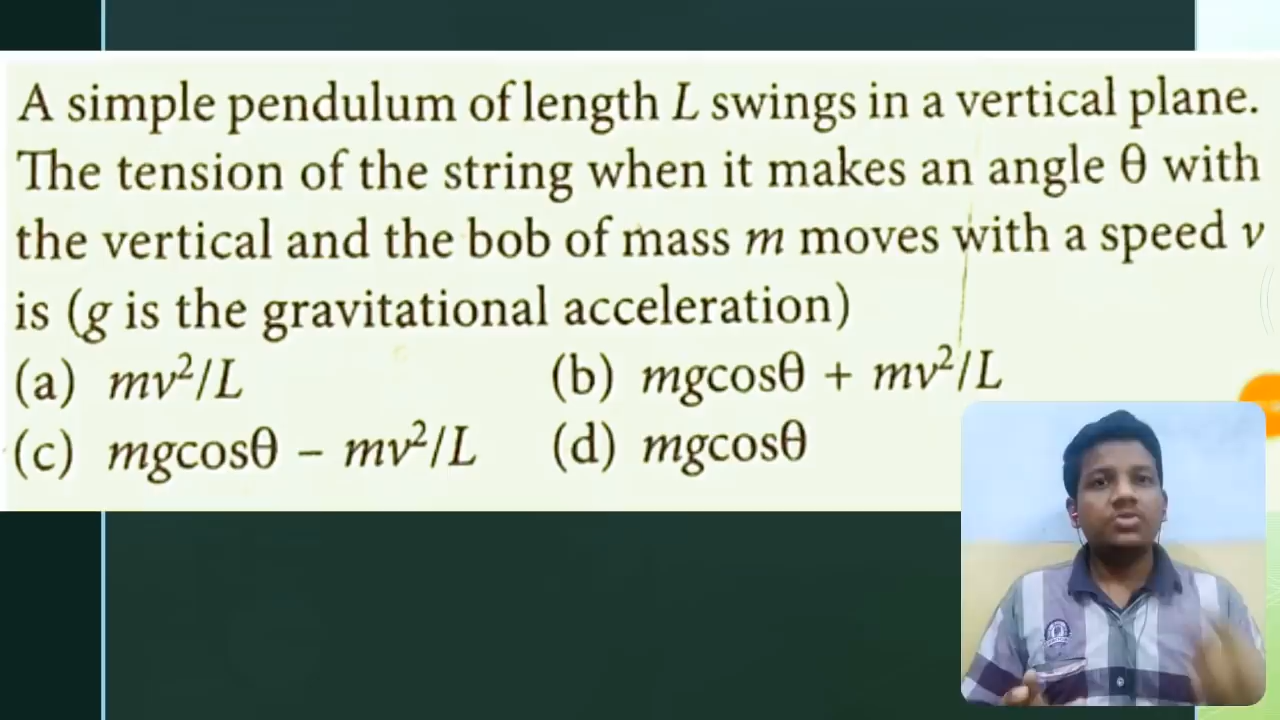 A simple pendulum of length L swings in a vertical plane.
The tension of the string when it makes an angle θ with
the vertical and the bob of mass m moves with a speed v
is (g is the gravitational acceleration)
(a) mv²/L (b) mgcosθ + mv²/L
(c) mgcosθ – mv²/L (d) mgcosθ